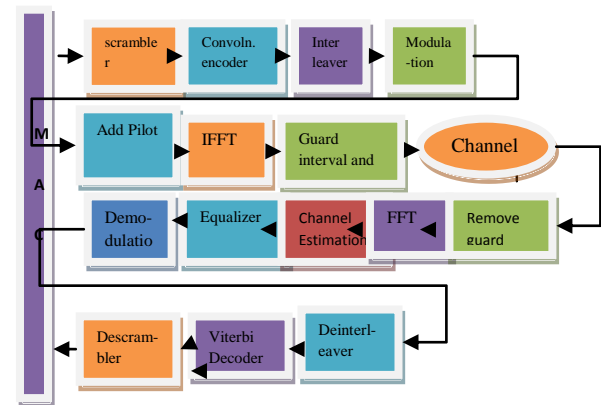 scramble
r
Convoln.
encoder
Inter
leaver
Modula
-tion
M
A
C
Add Pilot
IFFT
Guard
interval and
Channel
Demo-
dulatio
Equalizer
Channel
Estimation
FFT
Remove
guard
Descram-
bler
Viterbi
Decoder
Deinterl-
eaver